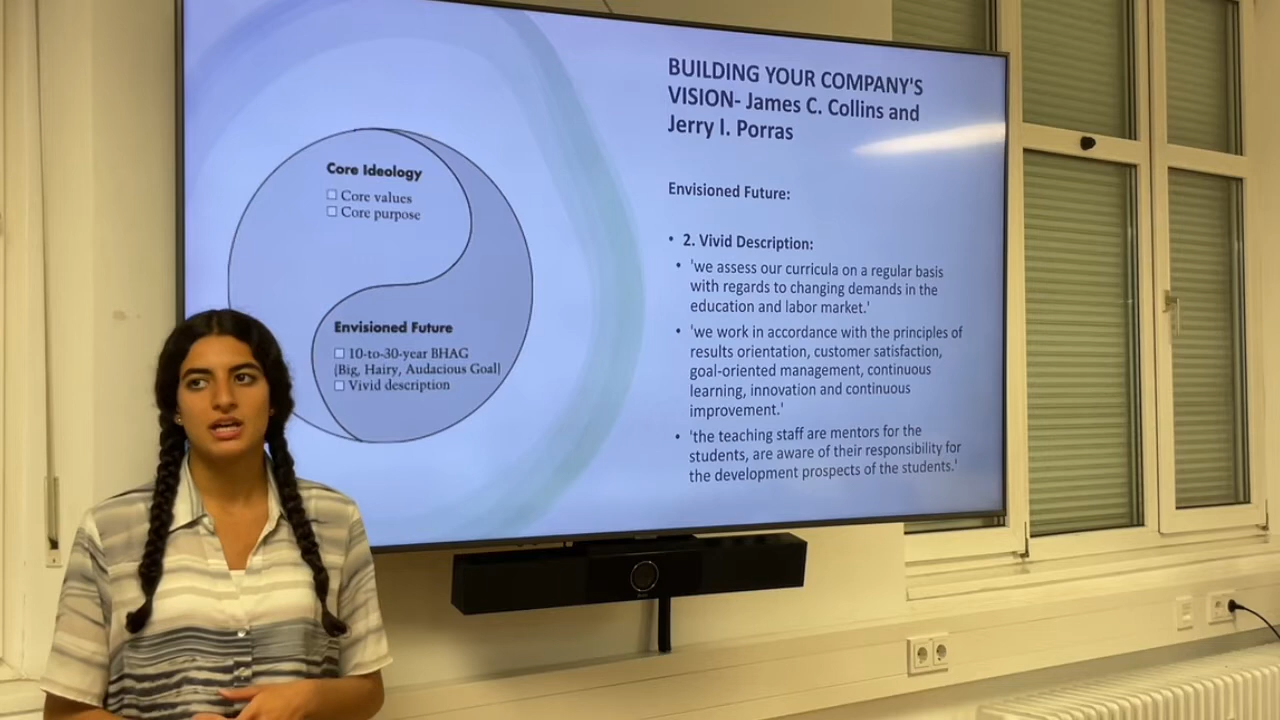 Core Ideology
☐ Core values
☐ Core purpose
Envisioned Future
☐ 10-to-30-year BHAG
(Big, Hairy, Audacious Goal)
☐ Vivid description
BUILDING YOUR COMPANY'S
VISION- James C. Collins and
Jerry I. Porras
Envisioned Future:
• 2. Vivid Description:
• 'we assess our curricula on a regular basis
with regards to changing demands in the
education and labor market.'
• 'we work in accordance with the principles of
results orientation, customer satisfaction,
goal-oriented management, continuous
learning, innovation and continuous
improvement.'
• 'the teaching staff are mentors for the
students, are aware of their responsibility for
the development prospects of the students.'